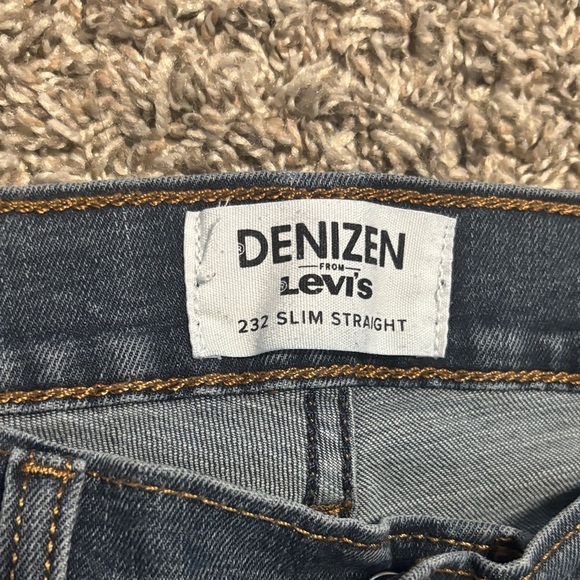 DENIZEN®
FROM
Levi's®
232 SLIM STRAIGHT